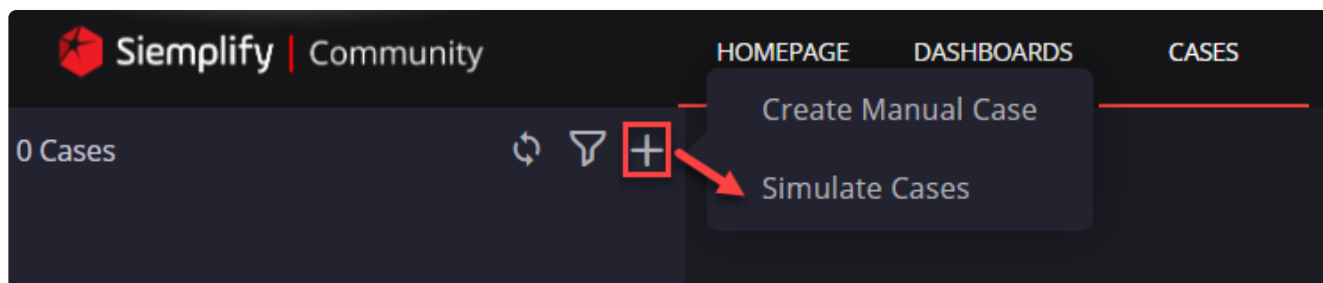 Siemplify | Community
HOMEPAGE DASHBOARDS CASES
Create Manual Case
0 Cases
Simulate Cases